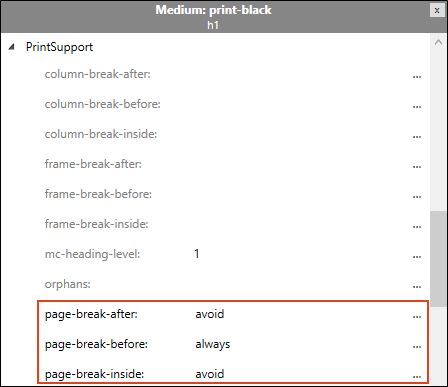 Medium: print-black
x
h1
PrintSupport
column-break-after: ...
column-break-before: ...
column-break-inside: ...
frame-break-after: ...
frame-break-before: ...
frame-break-inside: ...
mc-heading-level: 1 ...
orphans: ...
page-break-after: avoid ...
page-break-before: always ...
page-break-inside: avoid ...